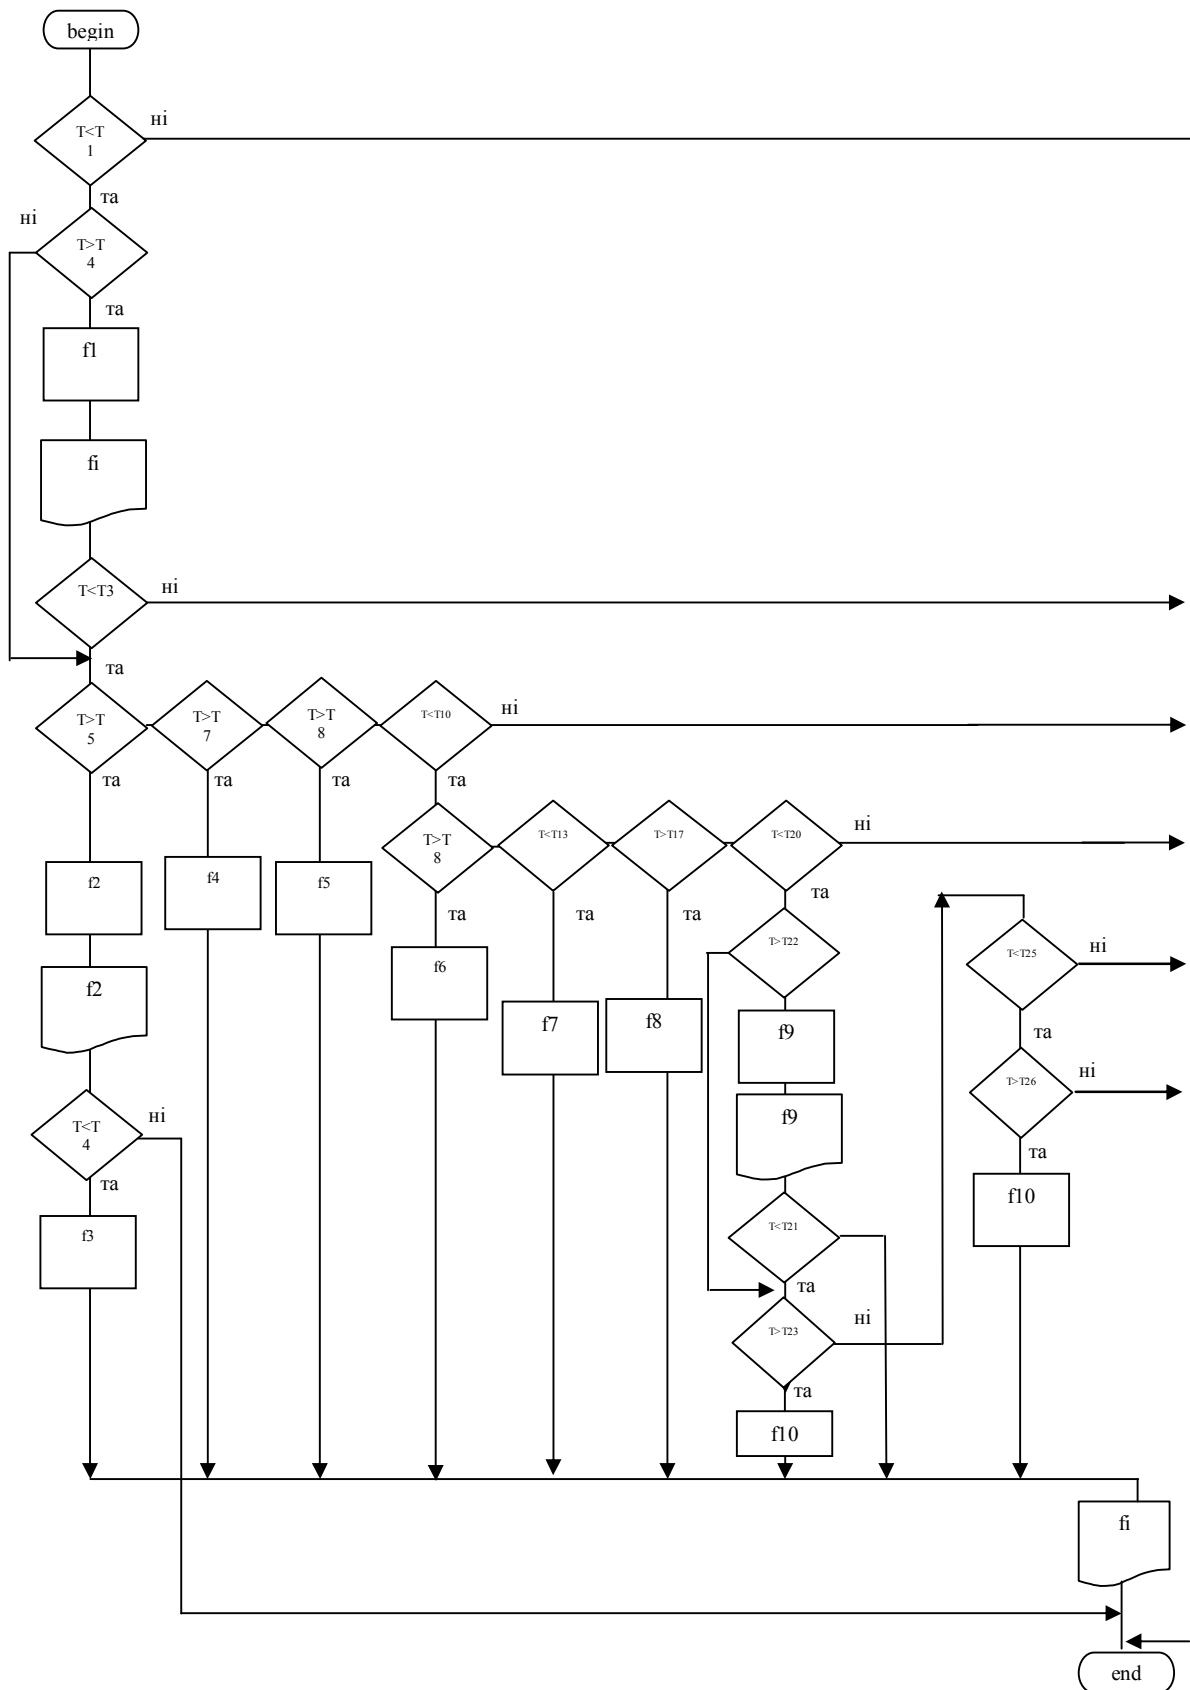 begin
ні
T<T
1
та
ні
T>T
4
та
f1
fi
T<T3
ні
та
T>T
5
T>T
7
T>T
8
T<T10
ні
та
та
та
та
T>T
8
T<T13
T>T17
T<T20
ні
f2
f4
f5
та
та
та
та
f6
T>T22
T<T25
ні
f2
f7
f8
f9
та
T>T26
ні
T<T
4
ні
f9
та
та
f10
f3
T<T21
та
T>T23
ні
та
f10
fi
end